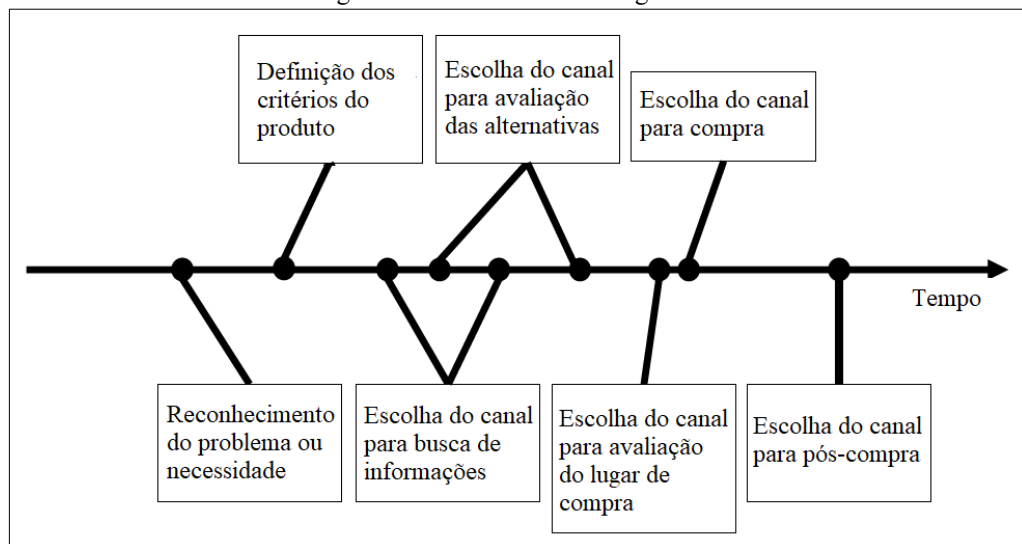 Definição dos
critérios do
produto
Escolha do canal
para avaliação
das alternativas
Escolha do canal
para compra
Tempo
Reconhecimento
do problema ou
necessidade
Escolha do canal
para busca de
informações
Escolha do canal
para avaliação
do lugar de
compra
Escolha do canal
para pós-compra